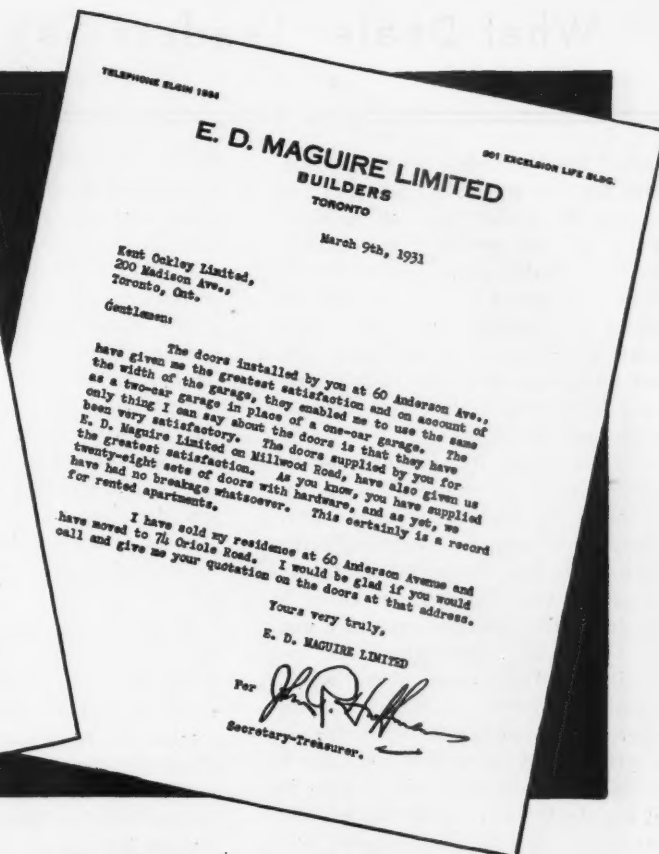 TELEPHONE ELGIN 1884
901 EXCELSIOR LIFE BLDG.
E. D. MAGUIRE LIMITED
BUILDERS
TORONTO
March 9th, 1931
Kent Ockley Limited,
200 Madison Ave.,
Toronto, Ont.
Gentlemen:
The doors installed by you at 60 Anderson Ave.,
have given me the greatest satisfaction and on account of
the width of the garage, they enabled me to use the same
as a two-car garage in place of a one-car garage. The
only thing I can say about the doors is that they have
been very satisfactory. The doors supplied by you for
E. D. Maguire Limited on Millwood Road, have also given us
the greatest satisfaction. As you know, you have supplied
twenty-eight sets of doors with hardware, and as yet, we
have had no breakage whatsoever. This certainly is a record
for rented apartments.
I have sold my residence at 60 Anderson Avenue and
have moved to 74 Oriole Road. I would be glad if you would
call and give me your quotation on the doors at that address.
Yours very truly,
E. D. MAGUIRE LIMITED
Per John P. Huffman
Secretary-Treasurer.